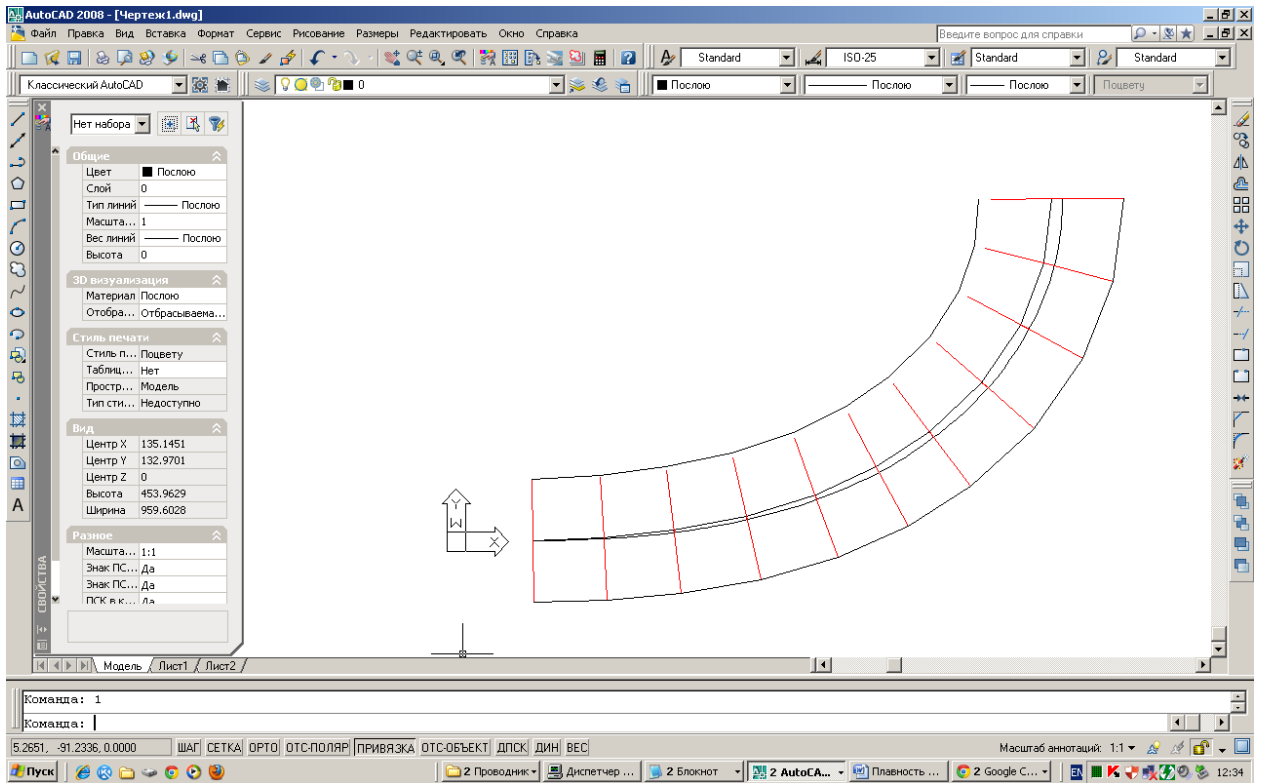 AutoCAD 2008 - [Чертеж1.dwg]
Файл Правка Вид Вставка Формат Сервис Рисование Размеры Редактировать Окно Справка
Введите вопрос для справки
Standard ISO-25 Standard Standard
Классический AutoCAD 0 Послою Послою Послою Поцвету
Нет набора
Общие
Цвет Послою
Слой 0
Тип линий Послою
Масшта... 1
Вес линий Послою
Высота 0
3D визуализация
Материал Послою
Отобра... Отбрасываема...
Стиль печати
Стиль п... Поцвету
Таблиц... Нет
Простр... Модель
Тип сти... Недоступно
Вид
Центр X 135.1451
Центр Y 132.9701
Центр Z 0
Высота 453.9629
Ширина 959.6028
Разное
Масшта... 1:1
Знак ПС... Да
Знак ПС... Да
ПСК в к... Да
СВОЙСТВА
Y
W
X
Модель Лист1 Лист2
Команда: 1
Команда:
5.2651, -91.2336, 0.0000 ШАГ СЕТКА ОРТО ОТС-ПОЛЯР ПРИВЯЗКА ОТС-ОБЪЕКТ ДПСК ДИН ВЕС Масштаб аннотаций: 1:1
Пуск 2 Проводник Диспетчер ... 2 Блокнот 2 AutoCA... Плавность ... 2 Google C... EN 12:34